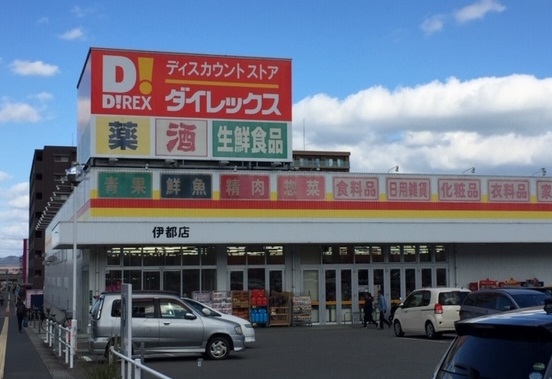 D!
DIREX
ディスカウント ストア
ダイレックス
薬 酒 生鮮食品
青果 鮮魚 精肉 惣菜 食料品 日用雑貨 化粧品 衣料品 家
伊都店